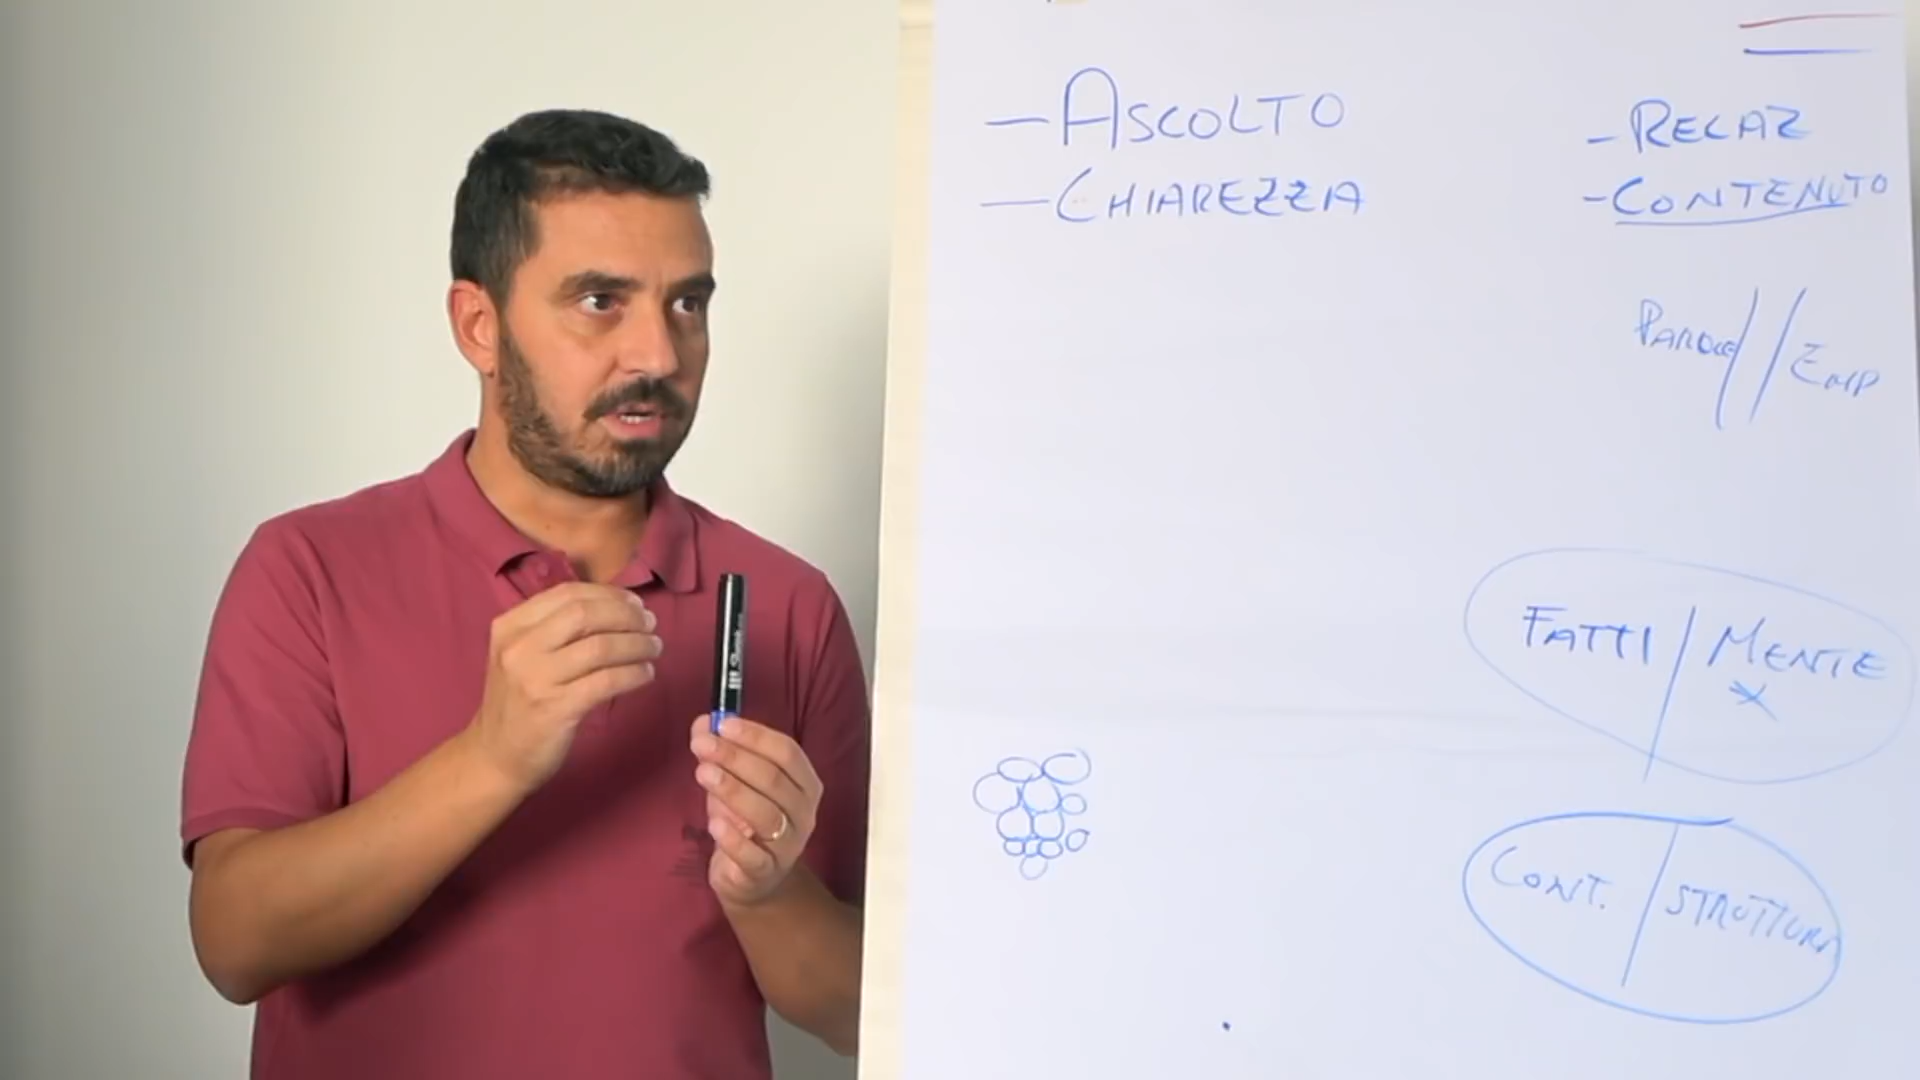 — ASCOLTO
— CHIAREZZA
- RELAZ
- CONTENUTO
PAROLE // EMP
FATTI / MENTE
X
CONT. / STRUTTURA